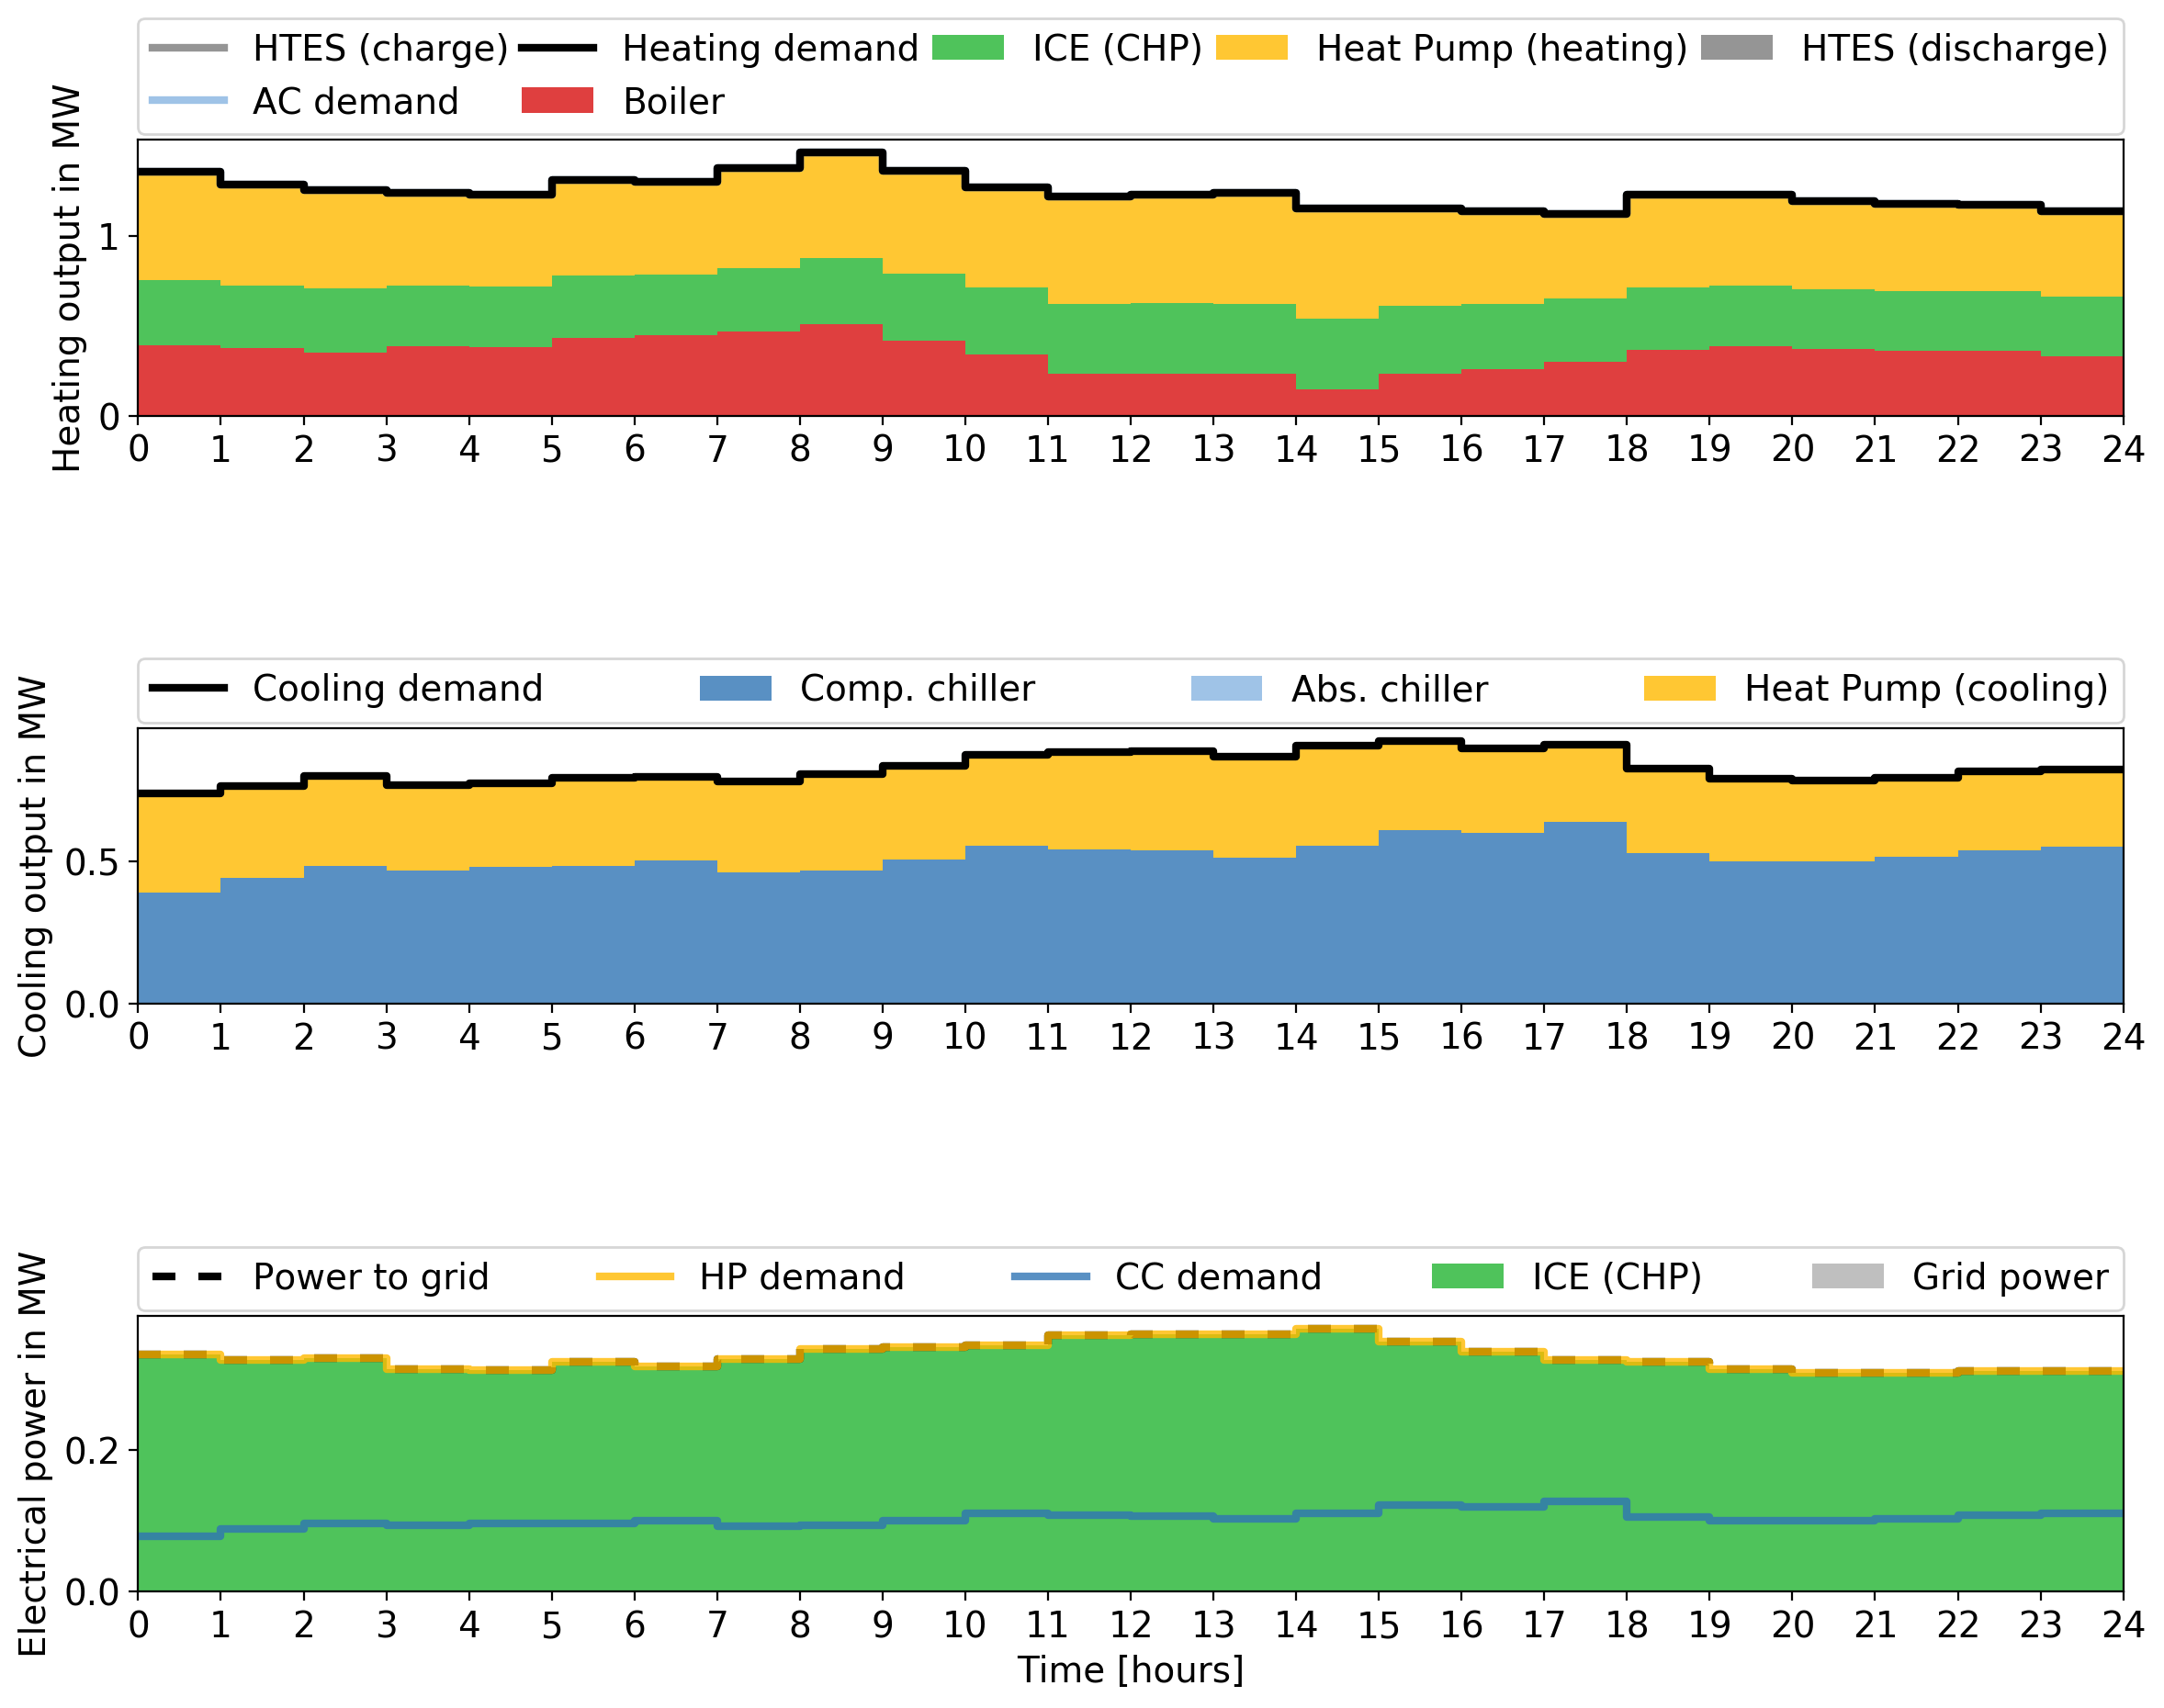 HTES (charge) Heating demand ICE (CHP) Heat Pump (heating) HTES (discharge)
AC demand Boiler
Heating output in MW
1
0
0 1 2 3 4 5 6 7 8 9 10 11 12 13 14 15 16 17 18 19 20 21 22 23 24
Cooling demand Comp. chiller Abs. chiller Heat Pump (cooling)
Cooling output in MW
0.5
0.0
0 1 2 3 4 5 6 7 8 9 10 11 12 13 14 15 16 17 18 19 20 21 22 23 24
Power to grid HP demand CC demand ICE (CHP) Grid power
Electrical power in MW
0.2
0.0
0 1 2 3 4 5 6 7 8 9 10 11 12 13 14 15 16 17 18 19 20 21 22 23 24
Time [hours]